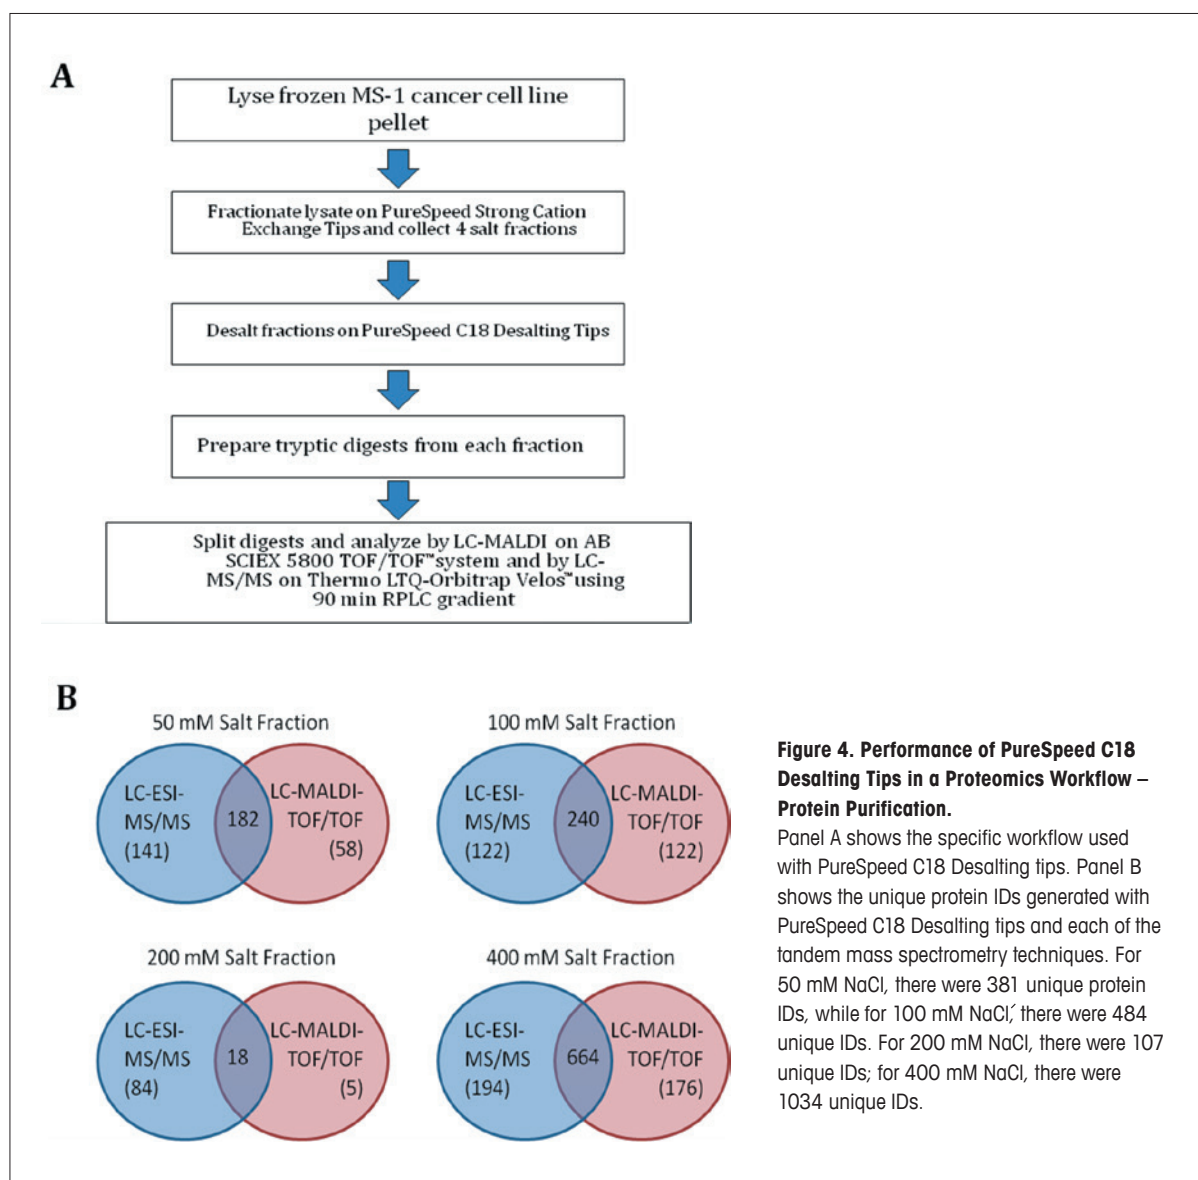 A
Lyse frozen MS-1 cancer cell line
pellet
Fractionate lysate on PureSpeed Strong Cation
Exchange Tips and collect 4 salt fractions
Desalt fractions on PureSpeed C18 Desalting Tips
Prepare tryptic digests from each fraction
Split digests and analyze by LC-MALDI on AB
SCIEX 5800 TOF/TOF™ system and by LC-
MS/MS on Thermo LTQ-Orbitrap Velos™ using
90 min RPLC gradient
B
50 mM Salt Fraction
LC-ESI-
MS/MS
(141)
182
LC-MALDI-
TOF/TOF
(58)
100 mM Salt Fraction
LC-ESI-
MS/MS
(122)
240
LC-MALDI-
TOF/TOF
(122)
200 mM Salt Fraction
LC-ESI-
MS/MS
(84)
18
LC-MALDI-
TOF/TOF
(5)
400 mM Salt Fraction
LC-ESI-
MS/MS
(194)
664
LC-MALDI-
TOF/TOF
(176)
Figure 4. Performance of PureSpeed C18
Desalting Tips in a Proteomics Workflow –
Protein Purification.
Panel A shows the specific workflow used
with PureSpeed C18 Desalting tips. Panel B
shows the unique protein IDs generated with
PureSpeed C18 Desalting tips and each of the
tandem mass spectrometry techniques. For
50 mM NaCl, there were 381 unique protein
IDs, while for 100 mM NaCl,´ there were 484
unique IDs. For 200 mM NaCl, there were 107
unique IDs; for 400 mM NaCl, there were
1034 unique IDs.